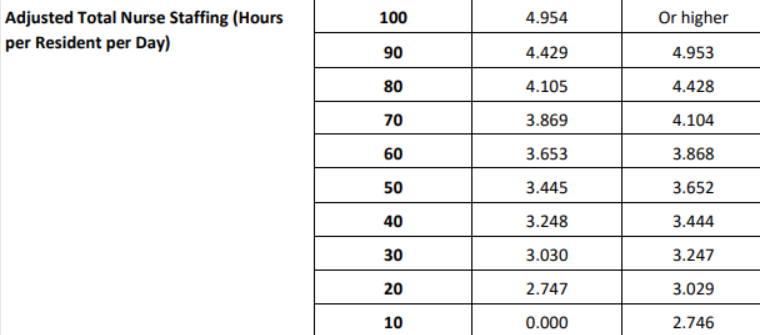 Adjusted Total Nurse Staffing (Hours per Resident per Day)
100 4.954 Or higher
90 4.429 4.953
80 4.105 4.428
70 3.869 4.104
60 3.653 3.868
50 3.445 3.652
40 3.248 3.444
30 3.030 3.247
20 2.747 3.029
10 0.000 2.746